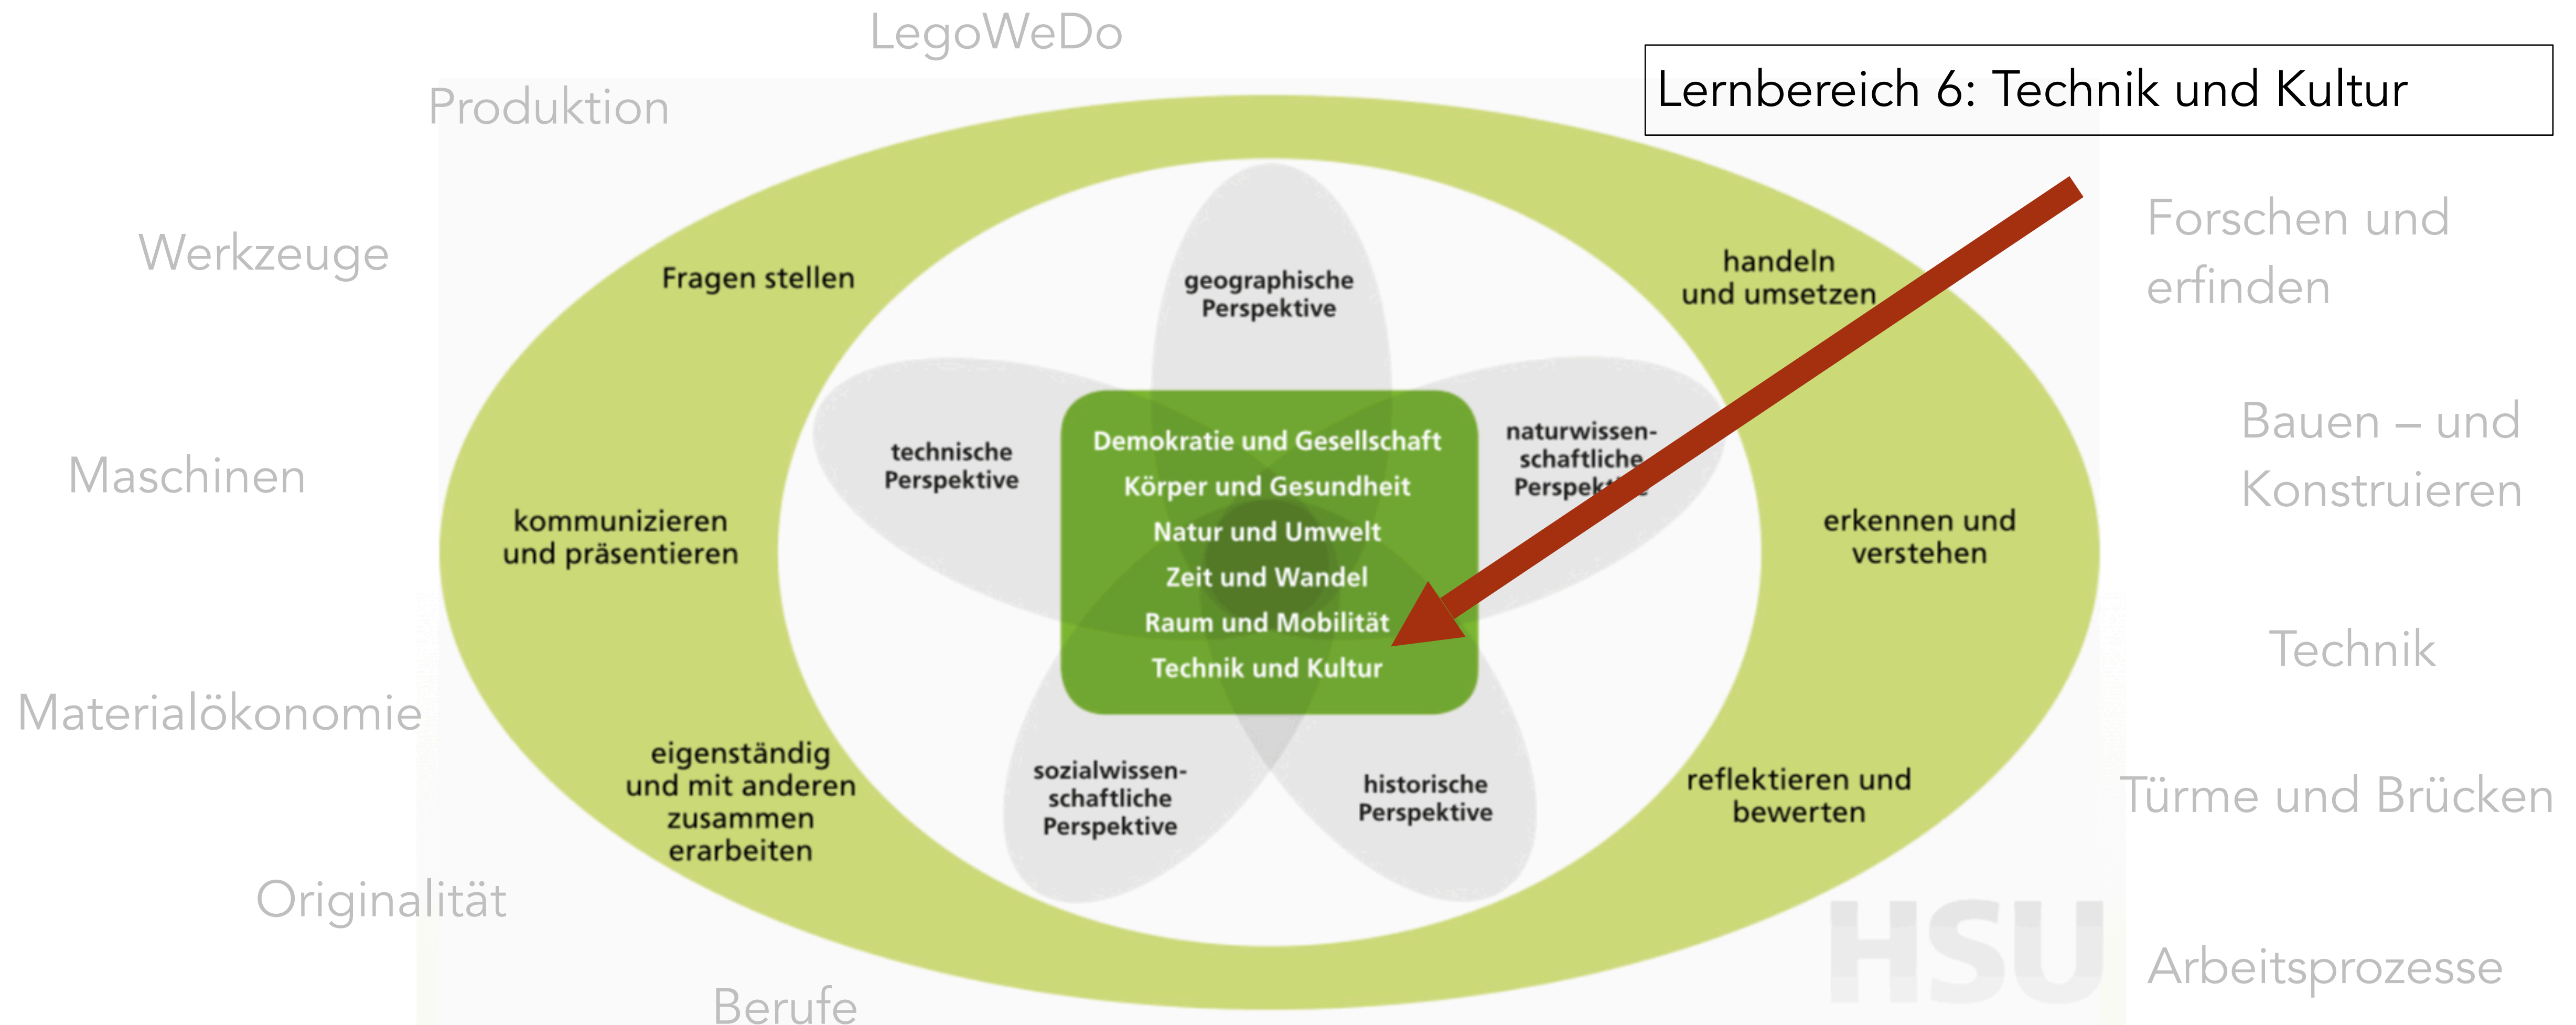 LegoWeDo
Lernbereich 6: Technik und Kultur
Produktion
Werkzeuge
Maschinen
Materialökonomie
Originalität
Berufe
Fragen stellen
kommunizieren
und präsentieren
eigenständig
und mit anderen
zusammen
erarbeiten
geographische
Perspektive
technische
Perspektive
naturwissen-
schaftliche
Perspektive
sozialwissen-
schaftliche
Perspektive
historische
Perspektive
Demokratie und Gesellschaft
Körper und Gesundheit
Natur und Umwelt
Zeit und Wandel
Raum und Mobilität
Technik und Kultur
handeln
und umsetzen
erkennen und
verstehen
reflektieren und
bewerten
HSU
Forschen und
erfinden
Bauen – und
Konstruieren
Technik
Türme und Brücken
Arbeitsprozesse